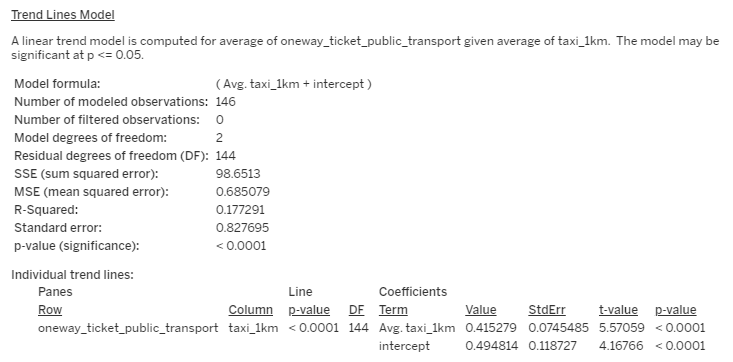 Trend Lines Model
A linear trend model is computed for average of oneway_ticket_public_transport given average of taxi_1km. The model may be
significant at p <= 0.05.
Model formula: ( Avg. taxi_1km + intercept )
Number of modeled observations: 146
Number of filtered observations: 0
Model degrees of freedom: 2
Residual degrees of freedom (DF): 144
SSE (sum squared error): 98.6513
MSE (mean squared error): 0.685079
R-Squared: 0.177291
Standard error: 0.827695
p-value (significance): < 0.0001
Individual trend lines:
Panes Line Coefficients
Row Column p-value DF Term Value StdErr t-value p-value
oneway_ticket_public_transport taxi_1km < 0.0001 144 Avg. taxi_1km 0.415279 0.0745485 5.57059 < 0.0001
intercept 0.494814 0.118727 4.16766 < 0.0001